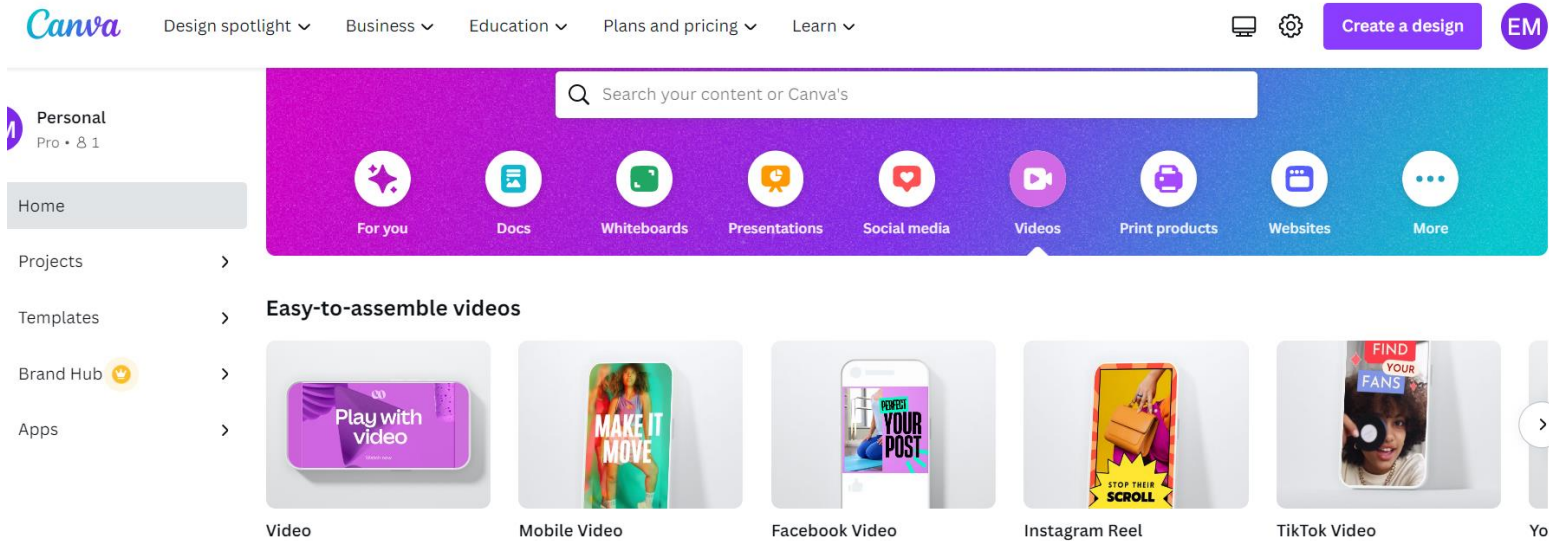 Canva
Design spotlight
Business
Education
Plans and pricing
Learn
Create a design
EM
Personal
Pro • 1
Home
Projects
Templates
Brand Hub
Apps
Search your content or Canva's
For you
Docs
Whiteboards
Presentations
Social media
Videos
Print products
Websites
More
Easy-to-assemble videos
Play with
video
MAKE IT
MOVE
PERFECT
YOUR
POST
STOP THEIR
SCROLL
FIND
YOUR
FANS
Video
Mobile Video
Facebook Video
Instagram Reel
TikTok Video
Yo